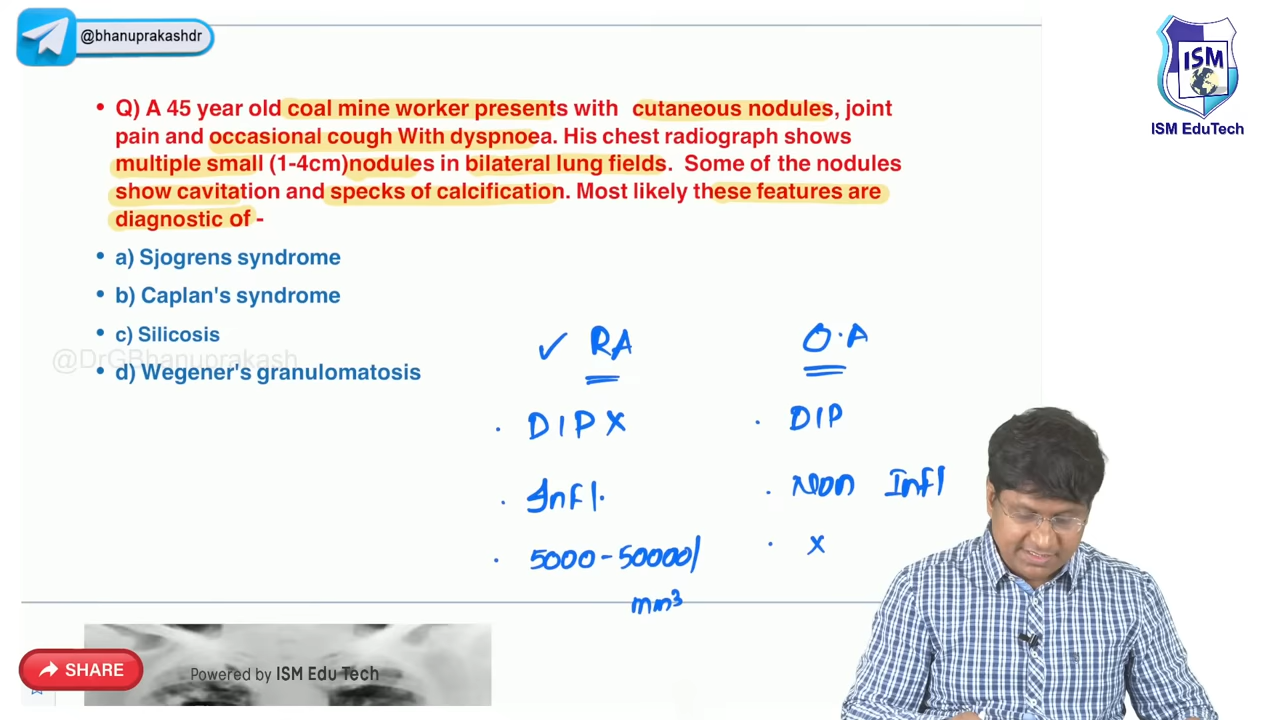 @bhanuprakashdr
ISM
ISM EduTech
• Q) A 45 year old coal mine worker presents with cutaneous nodules, joint
pain and occasional cough With dyspnoea. His chest radiograph shows
multiple small (1-4cm)nodules in bilateral lung fields. Some of the nodules
show cavitation and specks of calcification. Most likely these features are
diagnostic of -
• a) Sjogrens syndrome
• b) Caplan's syndrome
• c) Silicosis
@DrGBhanuprakash
• d) Wegener's granulomatosis
✓ RA O.A
• DIP X • DIP
• Infl. • Non Infl
• 5000-50000/ • x
mm³
SHARE
Powered by ISM Edu Tech